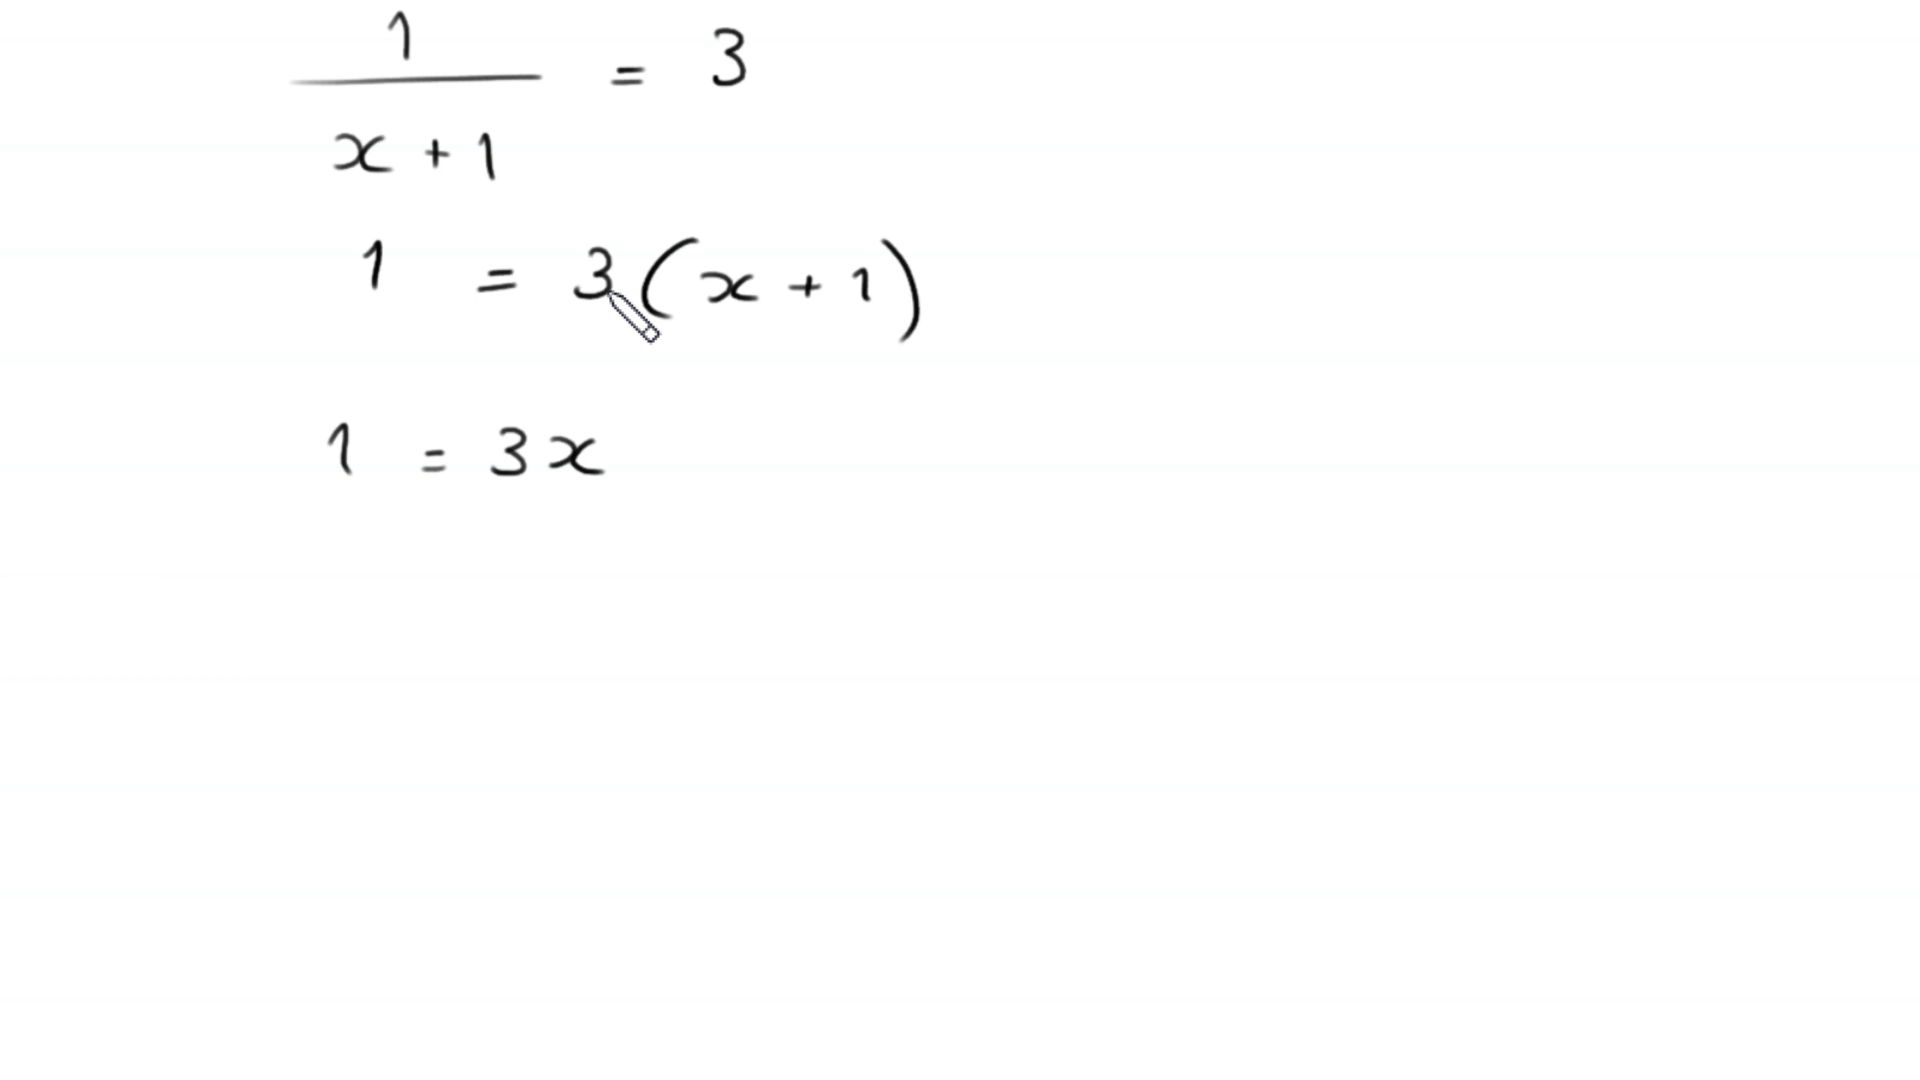 1
x + 1 = 3
1 = 3(x + 1)
1 = 3x